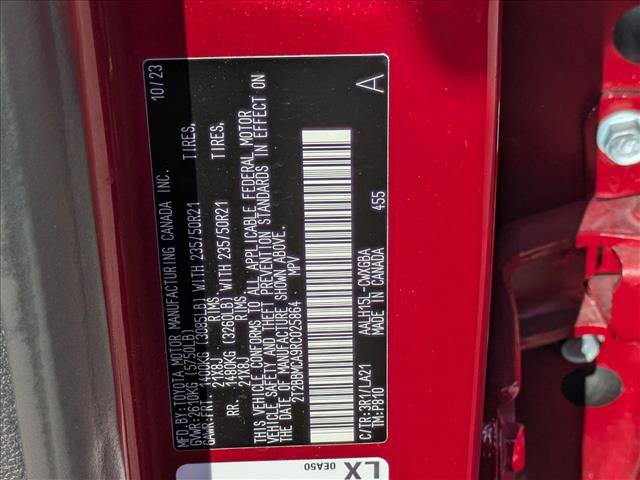 MFD.BY:TOYOTA MOTOR MANUFACTURING CANADA INC. 10/23
GVWR:2610KG (5750LB)
GAWR:FRT. 1400KG (3085LB) WITH 235/50R21 TIRES,
21X8J RIMS
RR. 1480KG (3260LB) WITH 235/50R21 TIRES,
21X8J RIMS
THIS VEHICLE CONFORMS TO ALL APPLICABLE FEDERAL MOTOR
VEHICLE SAFETY AND THEFT PREVENTION STANDARDS IN EFFECT ON
THE DATE OF MANUFACTURE SHOWN ABOVE.
2T2BBMCA9RC025864 MPV
A
455
C/TR:3R1/LA21 AALH15L-CWXGBA
TM:P810 MADE IN CANADA
LX
0EA50